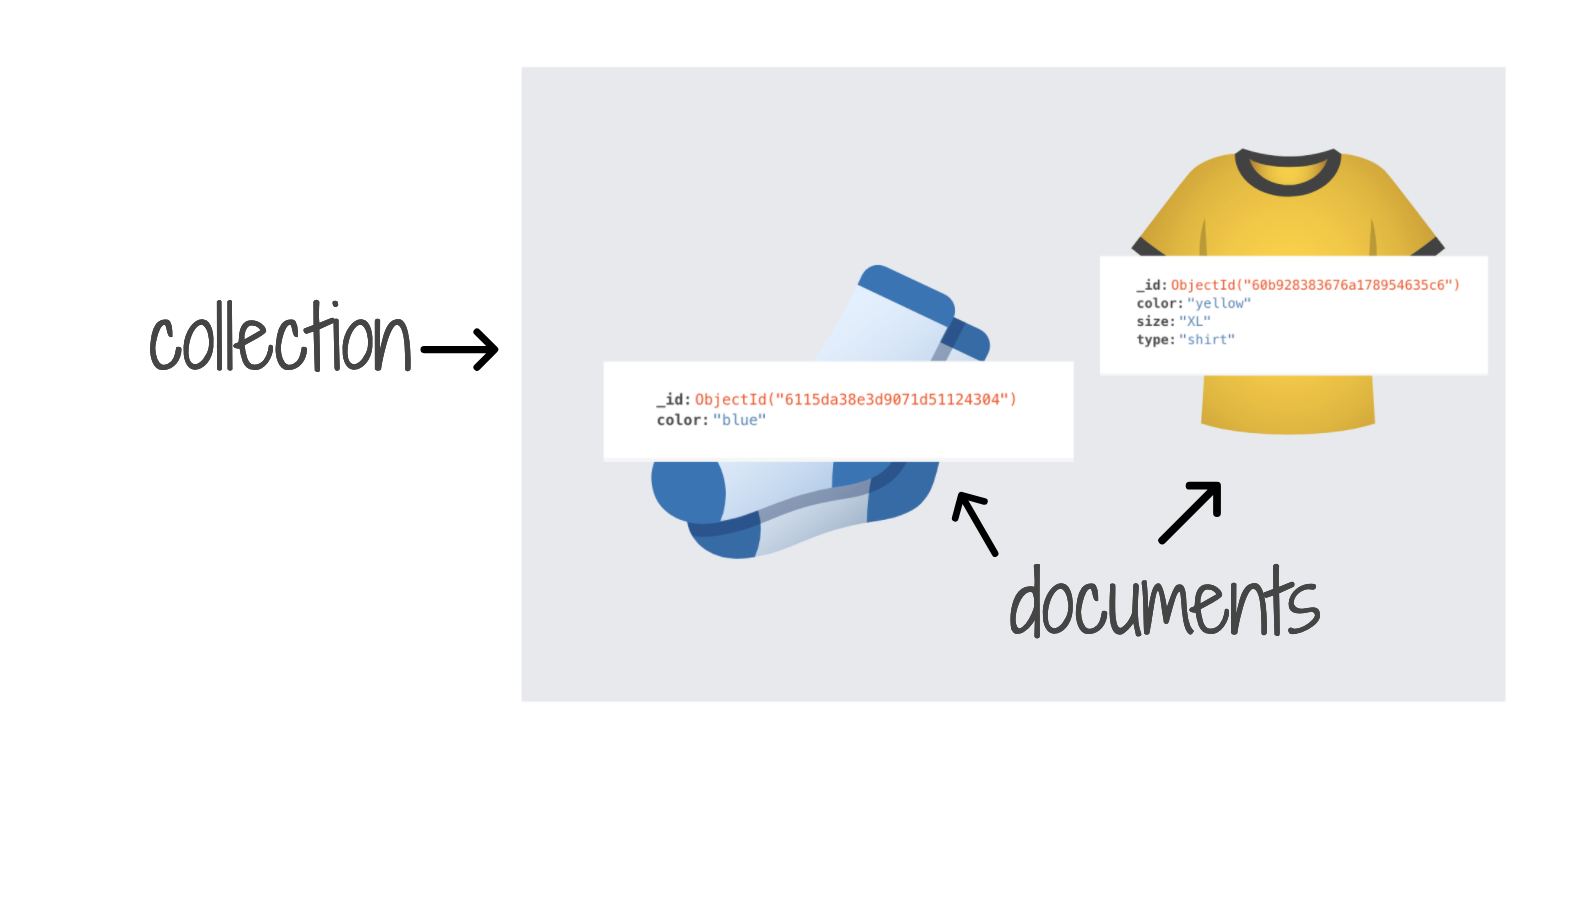 collection
_id: ObjectId("6115da38e3d9071d51124304")
color: "blue"
_id: ObjectId("60b928383676a178954635c6")
color: "yellow"
size: "XL"
type: "shirt"
documents